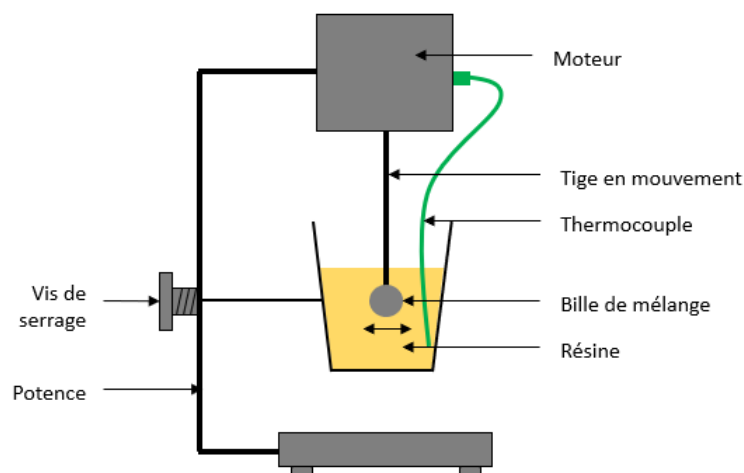 Moteur
Tige en mouvement
Thermocouple
Vis de
serrage
Bille de mélange
Résine
Potence